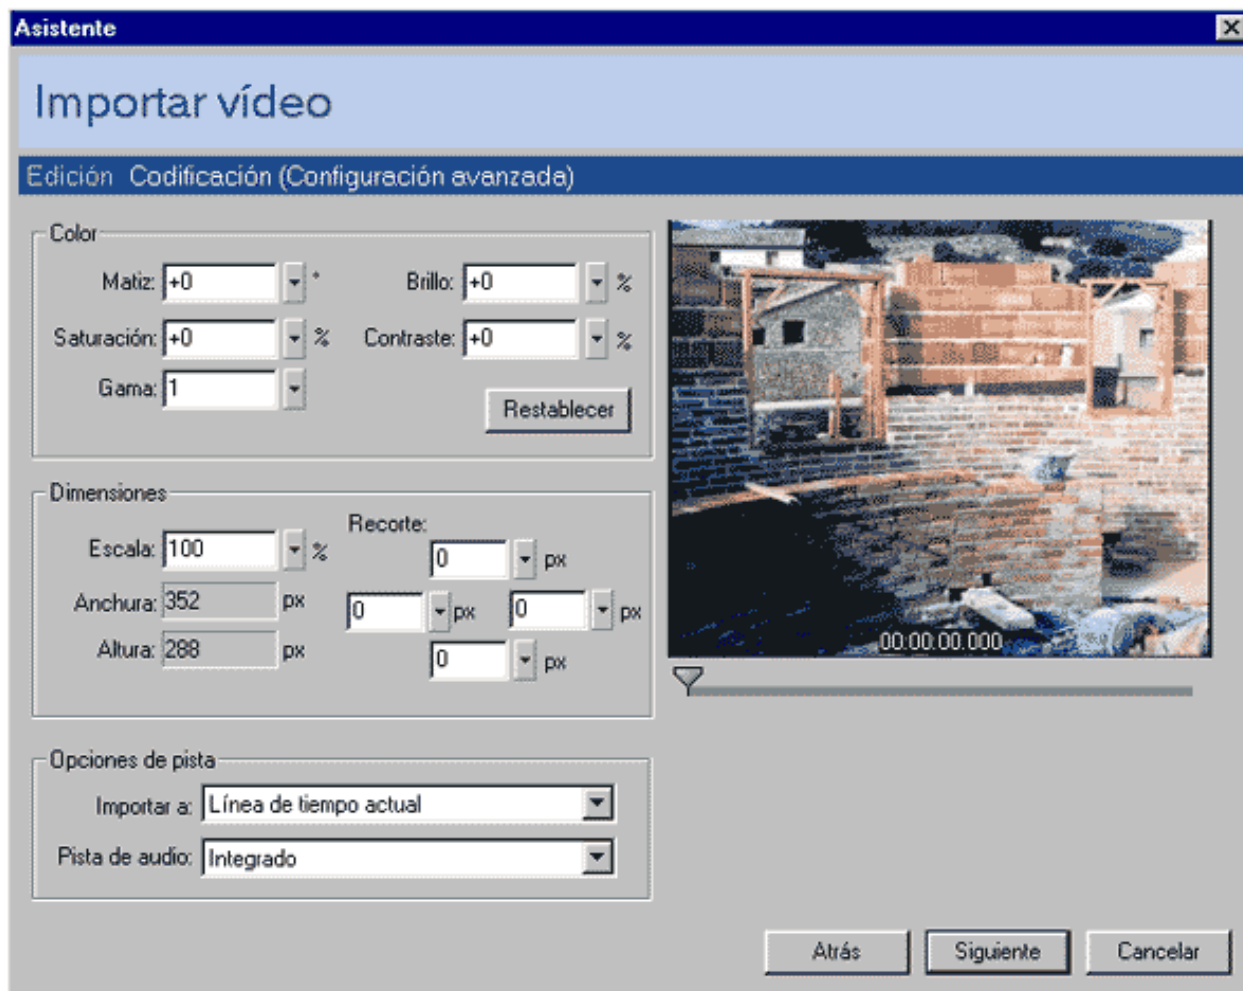 Asistente
Importar vídeo
Edición Codificación (Configuración avanzada)
Color
Matiz: +0 °
Brillo: +0 %
Saturación: +0 %
Contraste: +0 %
Gama: 1
Restablecer
Dimensiones
Recorte:
Escala: 100 %
0 px
Anchura: 352 px
0 px
0 px
Altura: 288 px
0 px
00:00:00.000
Opciones de pista
Importar a: Línea de tiempo actual
Pista de audio: Integrado
Atrás
Siguiente
Cancelar